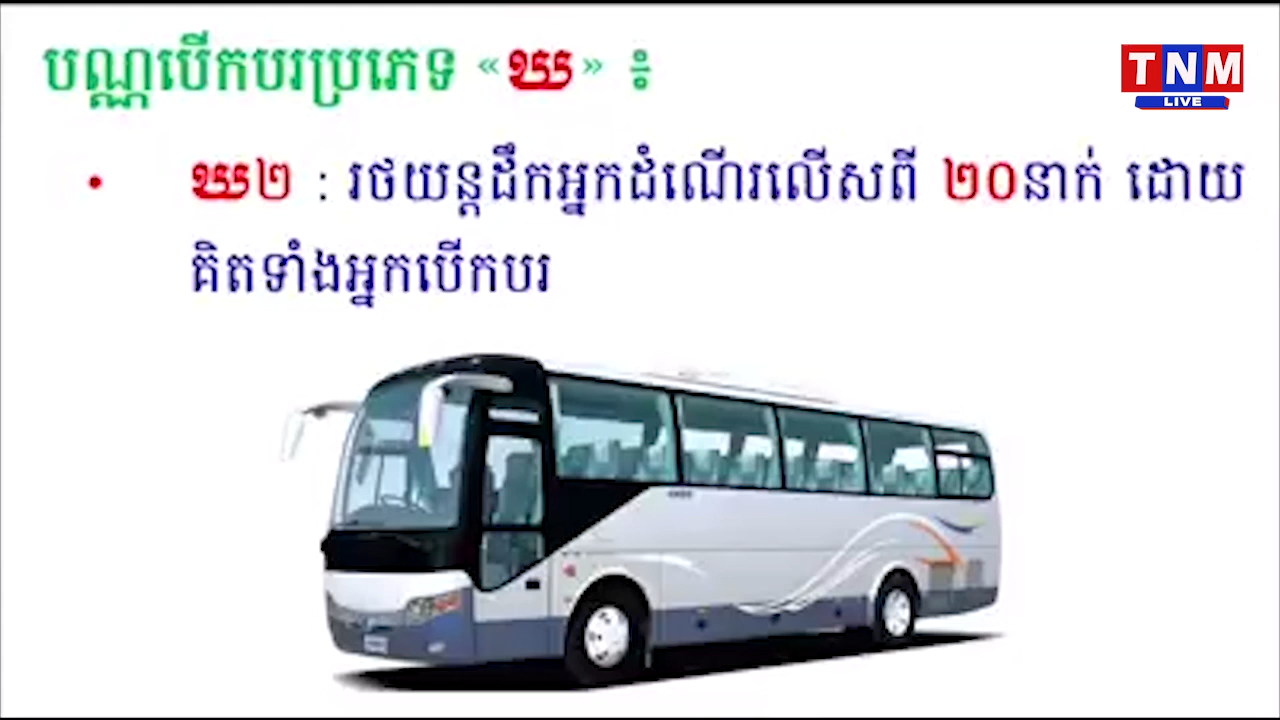 បណ្ណបើកបរប្រភេទ «ឃ» ៖
TNM
LIVE
• ឃ២ : រថយន្តដឹកអ្នកដំណើរលើសពី ២០នាក់ ដោយ
គិតទាំងអ្នកបើកបរ